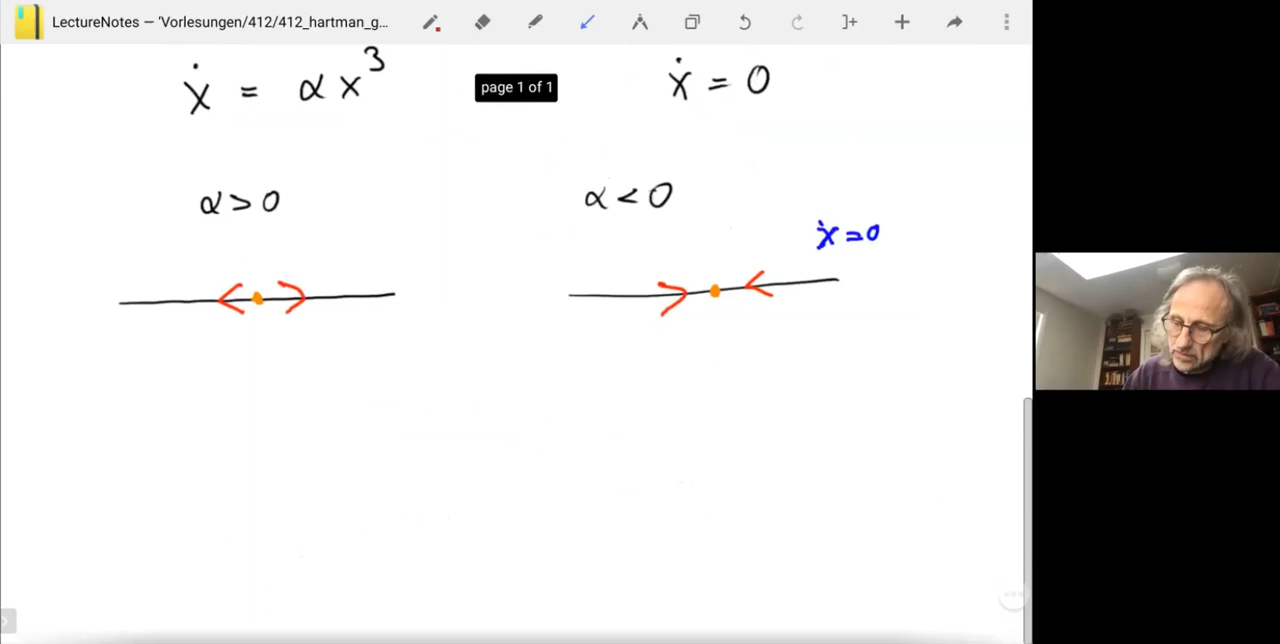 LectureNotes – ‘Vorlesungen/412/412_hartman_g...
ẋ = αx³
page 1 of 1
ẋ = 0
α > 0
α < 0
ẋ = 0